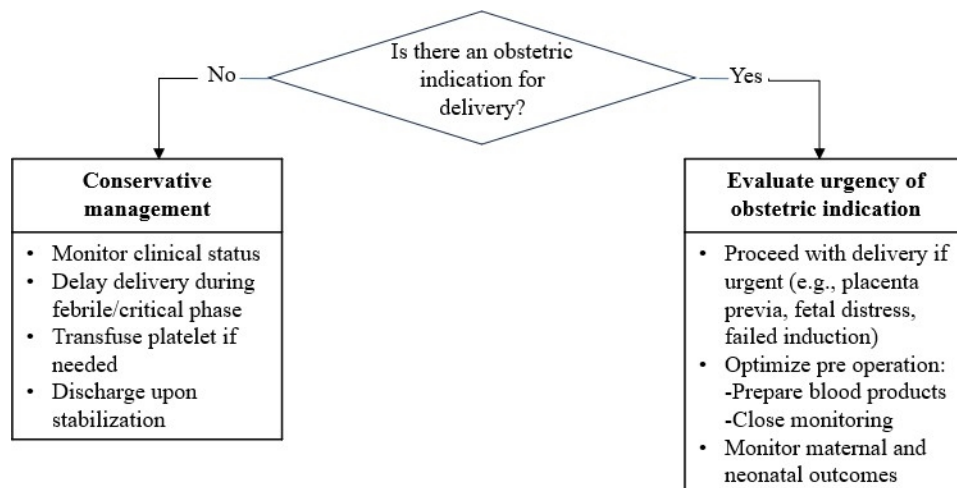 Is there an obstetric
indication for
delivery?
No
Yes
Conservative
management
• Monitor clinical status
• Delay delivery during
febrile/critical phase
• Transfuse platelet if
needed
• Discharge upon
stabilization
Evaluate urgency of
obstetric indication
• Proceed with delivery if
urgent (e.g., placenta
previa, fetal distress,
failed induction)
• Optimize pre operation:
-Prepare blood products
-Close monitoring
• Monitor maternal and
neonatal outcomes